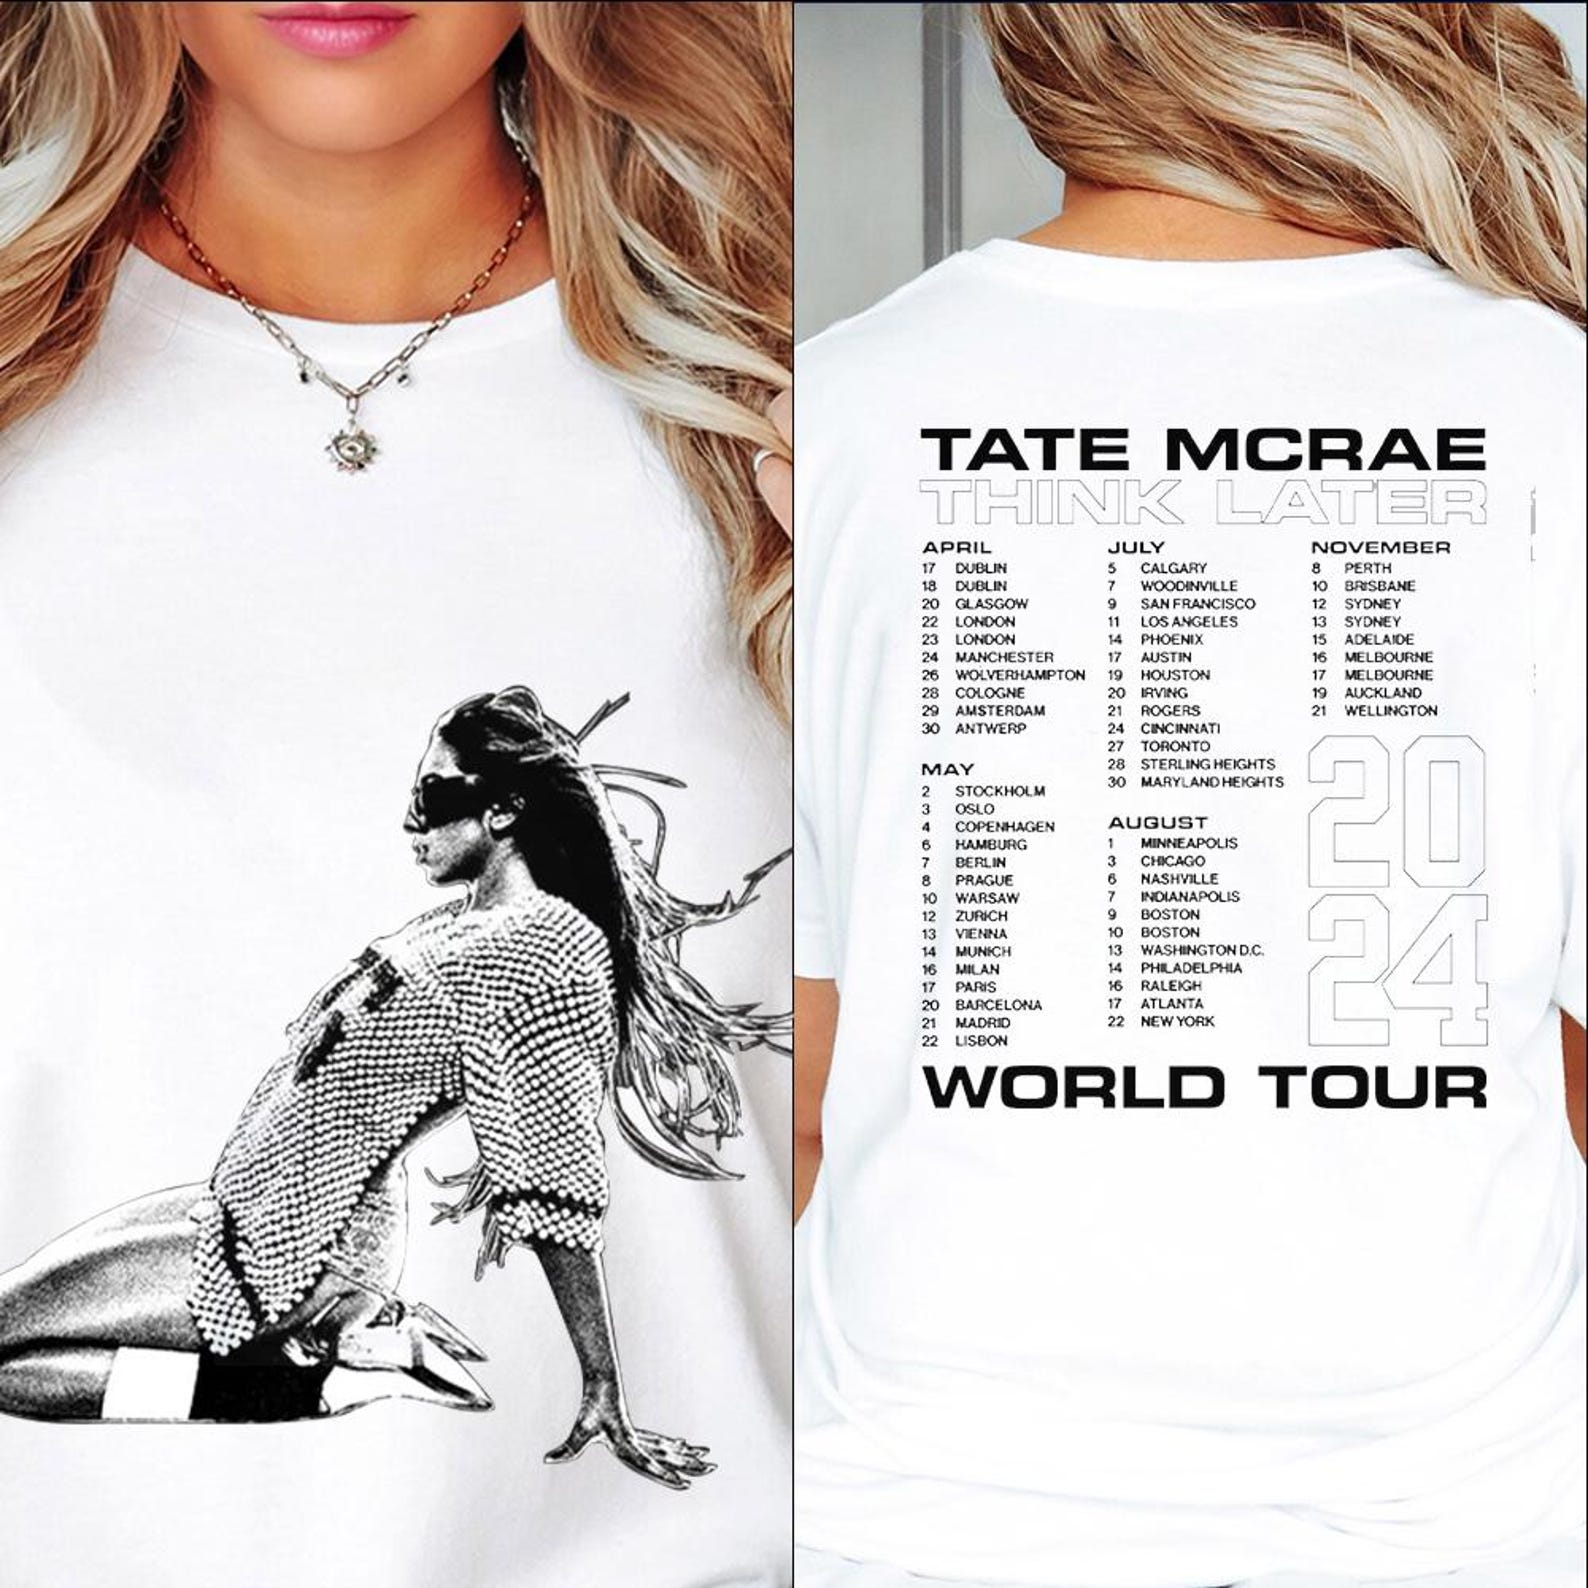 TATE MCRAE
THINK LATER
APRIL
17 DUBLIN
18 DUBLIN
20 GLASGOW
22 LONDON
23 LONDON
24 MANCHESTER
26 WOLVERHAMPTON
28 COLOGNE
29 AMSTERDAM
30 ANTWERP
MAY
2 STOCKHOLM
3 OSLO
4 COPENHAGEN
6 HAMBURG
7 BERLIN
8 PRAGUE
10 WARSAW
12 ZURICH
13 VIENNA
14 MUNICH
16 MILAN
17 PARIS
20 BARCELONA
21 MADRID
22 LISBON
JULY
5 CALGARY
7 WOODINVILLE
9 SAN FRANCISCO
11 LOS ANGELES
14 PHOENIX
17 AUSTIN
19 HOUSTON
20 IRVING
21 ROGERS
24 CINCINNATI
27 TORONTO
28 STERLING HEIGHTS
30 MARYLAND HEIGHTS
AUGUST
1 MINNEAPOLIS
3 CHICAGO
6 NASHVILLE
7 INDIANAPOLIS
9 BOSTON
10 BOSTON
13 WASHINGTON D.C.
14 PHILADELPHIA
16 RALEIGH
17 ATLANTA
22 NEW YORK
NOVEMBER
8 PERTH
10 BRISBANE
12 SYDNEY
13 SYDNEY
15 ADELAIDE
16 MELBOURNE
17 MELBOURNE
19 AUCKLAND
21 WELLINGTON
20
24
WORLD TOUR